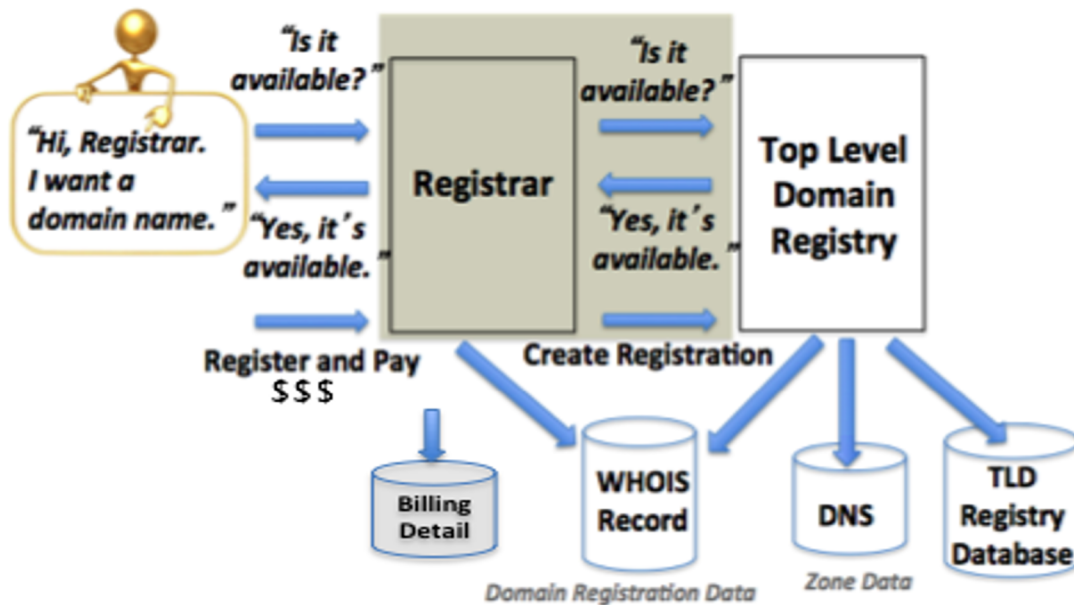 “Hi, Registrar.
I want a
domain name.”
“Is it
available?”
“Yes, it’s
available.”
Register and Pay
$$$
Registrar
“Is it
available?”
“Yes, it’s
available.”
Create Registration
Top Level
Domain
Registry
Billing
Detail
WHOIS
Record
DNS
TLD
Registry
Database
Domain Registration Data
Zone Data